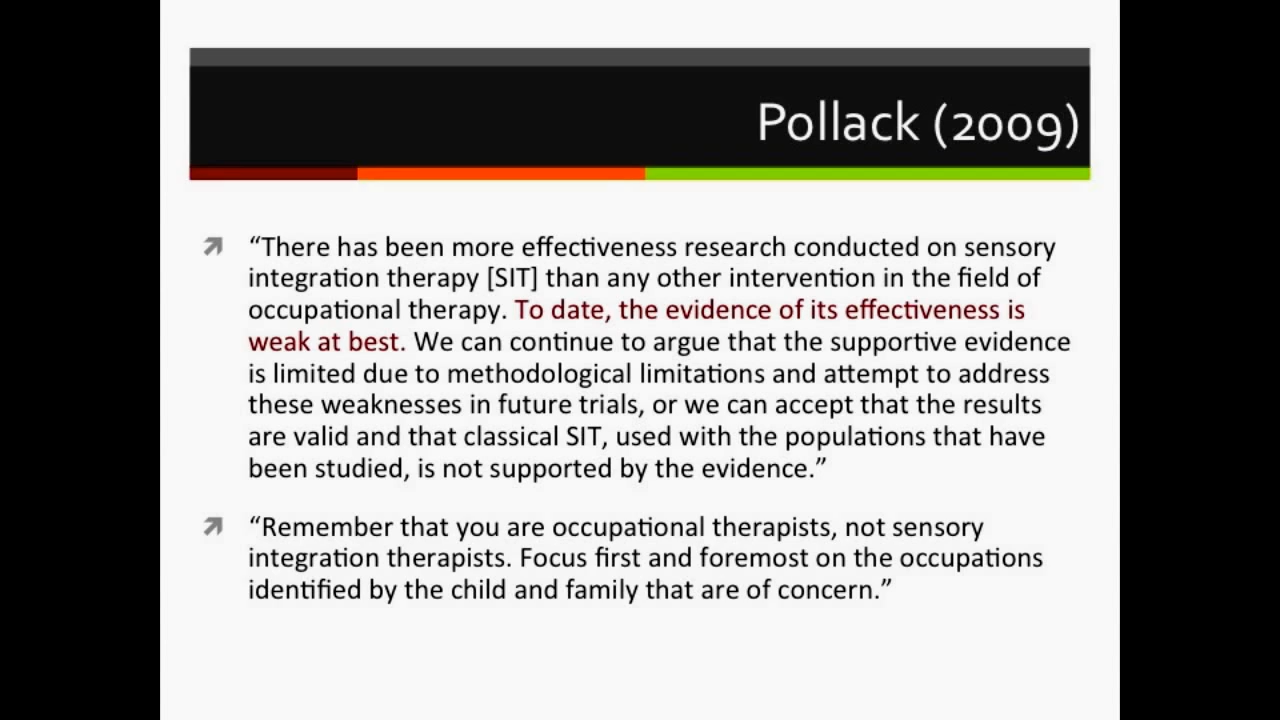 Pollack (2009)
“There has been more effectiveness research conducted on sensory
integration therapy [SIT] than any other intervention in the field of
occupational therapy. To date, the evidence of its effectiveness is
weak at best. We can continue to argue that the supportive evidence
is limited due to methodological limitations and attempt to address
these weaknesses in future trials, or we can accept that the results
are valid and that classical SIT, used with the populations that have
been studied, is not supported by the evidence.”
“Remember that you are occupational therapists, not sensory
integration therapists. Focus first and foremost on the occupations
identified by the child and family that are of concern.”